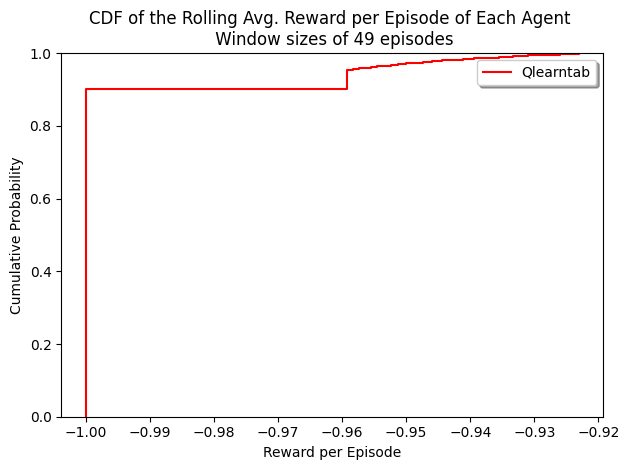 CDF of the Rolling Avg. Reward per Episode of Each Agent
Window sizes of 49 episodes
1.0
0.8
0.6
0.4
0.2
0.0
Cumulative Probability
Qlearntab
−1.00 −0.99 −0.98 −0.97 −0.96 −0.95 −0.94 −0.93 −0.92
Reward per Episode